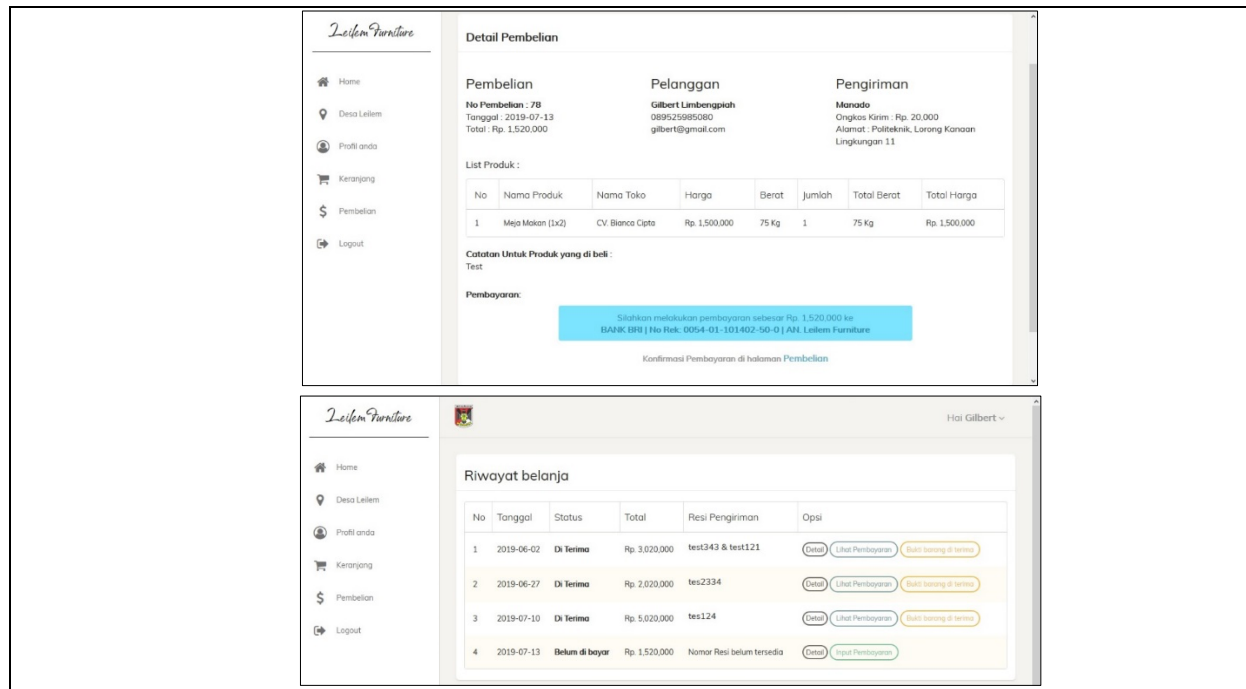 Leilem Furniture
Home
Desa Leilem
Profil anda
Keranjang
Pembelian
Logout
Detail Pembelian
Pembelian
No Pembelian : 78
Tanggal : 2019-07-13
Total : Rp. 1,520,000
Pelanggan
Gilbert Limbengpiah
089525985080
gilbert@gmail.com
Pengiriman
Manado
Ongkos Kirim : Rp. 20,000
Alamat : Politeknik, Lorong Kanaan
Lingkungan 11
List Produk :
No Nama Produk Nama Toko Harga Berat Jumlah Total Berat Total Harga
1 Meja Makan (1x2) CV. Bianca Cipta Rp. 1,500,000 75 Kg 1 75 Kg Rp. 1,500,000
Catatan Untuk Produk yang di beli :
Test
Pembayaran:
Silahkan melakukan pembayaran sebesar Rp. 1,520,000 ke
BANK BRI | No Rek: 0054-01-101402-50-0 | AN. Leilem Furniture
Konfirmasi Pembayaran di halaman Pembelian
Leilem Furniture
Home
Desa Leilem
Profil anda
Keranjang
Pembelian
Logout
Hai Gilbert
Riwayat belanja
No Tanggal Status Total Resi Pengiriman Opsi
1 2019-06-02 Di Terima Rp. 3,020,000 test343 & test121 Detail Lihat Pembayaran Bukti barang di terima
2 2019-06-27 Di Terima Rp. 2,020,000 tes2334 Detail Lihat Pembayaran Bukti barang di terima
3 2019-07-10 Di Terima Rp. 5,020,000 tes124 Detail Lihat Pembayaran Bukti barang di terima
4 2019-07-13 Belum di bayar Rp. 1,520,000 Nomor Resi belum tersedia Detail Input Pembayaran